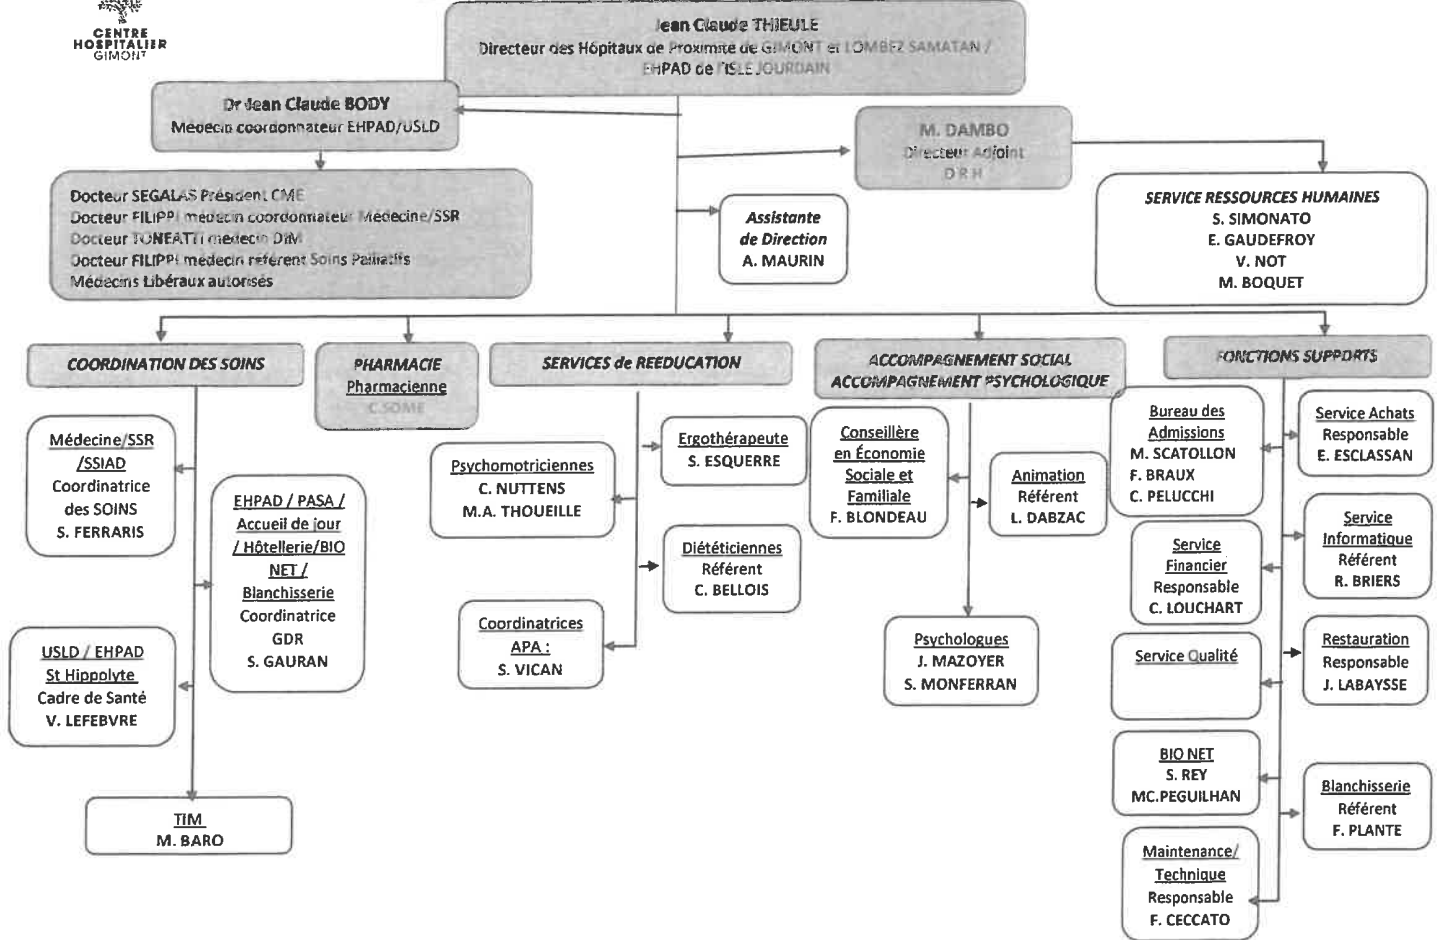 CENTRE
HOSPITALIER
GIMONT
Jean Claude THIEULE
Directeur des Hôpitaux de Proximité de GIMONT et LOMBEZ SAMATAN /
EHPAD de l'ISLE JOURDAIN
Dr Jean Claude BODY
Médecin coordonnateur EHPAD/USLD
M. DAMBO
Directeur Adjoint
D R H
Docteur SEGALAS Président CME
Docteur FILIPPI médecin coordonnateur Médecine/SSR
Docteur TONEATTI médecin DIM
Docteur FILIPPI médecin référent Soins Palliatifs
Médecins Libéraux autorisés
Assistante
de Direction
A. MAURIN
SERVICE RESSOURCES HUMAINES
S. SIMONATO
E. GAUDEFROY
V. NOT
M. BOQUET
COORDINATION DES SOINS
Médecine/SSR
/SSIAD
Coordinatrice
des SOINS
S. FERRARIS
EHPAD / PASA /
Accueil de jour
/ Hôtellerie/BIO
NET /
Blanchisserie
Coordinatrice
GDR
S. GAURAN
USLD / EHPAD
St Hippolyte
Cadre de Santé
V. LEFEBVRE
TIM
M. BARO
PHARMACIE
Pharmacienne
C.SOME
SERVICES de REEDUCATION
Psychomotriciennes
C. NUTTENS
M.A. THOUEILLE
Ergothérapeute
S. ESQUERRE
Diététiciennes
Référent
C. BELLOIS
Coordinatrices
APA :
S. VICAN
ACCOMPAGNEMENT SOCIAL
ACCOMPAGNEMENT PSYCHOLOGIQUE
Conseillère
en Économie
Sociale et
Familiale
F. BLONDEAU
Animation
Référent
L. DABZAC
Psychologues
J. MAZOYER
S. MONFERRAN
FONCTIONS SUPPORTS
Bureau des
Admissions
M. SCATOLLON
F. BRAUX
C. PELUCCHI
Service Achats
Responsable
E. ESCLASSAN
Service
Financier
Responsable
C. LOUCHART
Service
Informatique
Référent
R. BRIERS
Service Qualité
Restauration
Responsable
J. LABAYSSE
BIO NET
S. REY
MC.PEGUILHAN
Blanchisserie
Référent
F. PLANTE
Maintenance/
Technique
Responsable
F. CECCATO